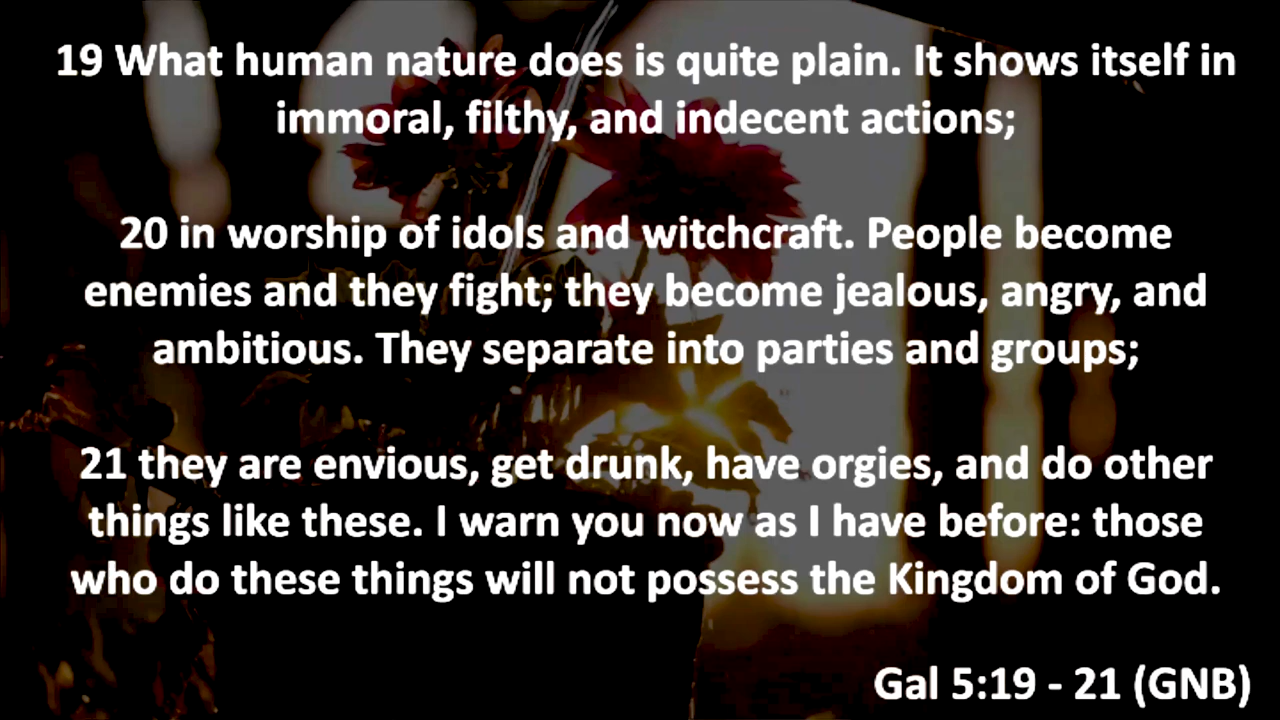 19 What human nature does is quite plain. It shows itself in
immoral, filthy, and indecent actions;
20 in worship of idols and witchcraft. People become
enemies and they fight; they become jealous, angry, and
ambitious. They separate into parties and groups;
21 they are envious, get drunk, have orgies, and do other
things like these. I warn you now as I have before: those
who do these things will not possess the Kingdom of God.
Gal 5:19 - 21 (GNB)